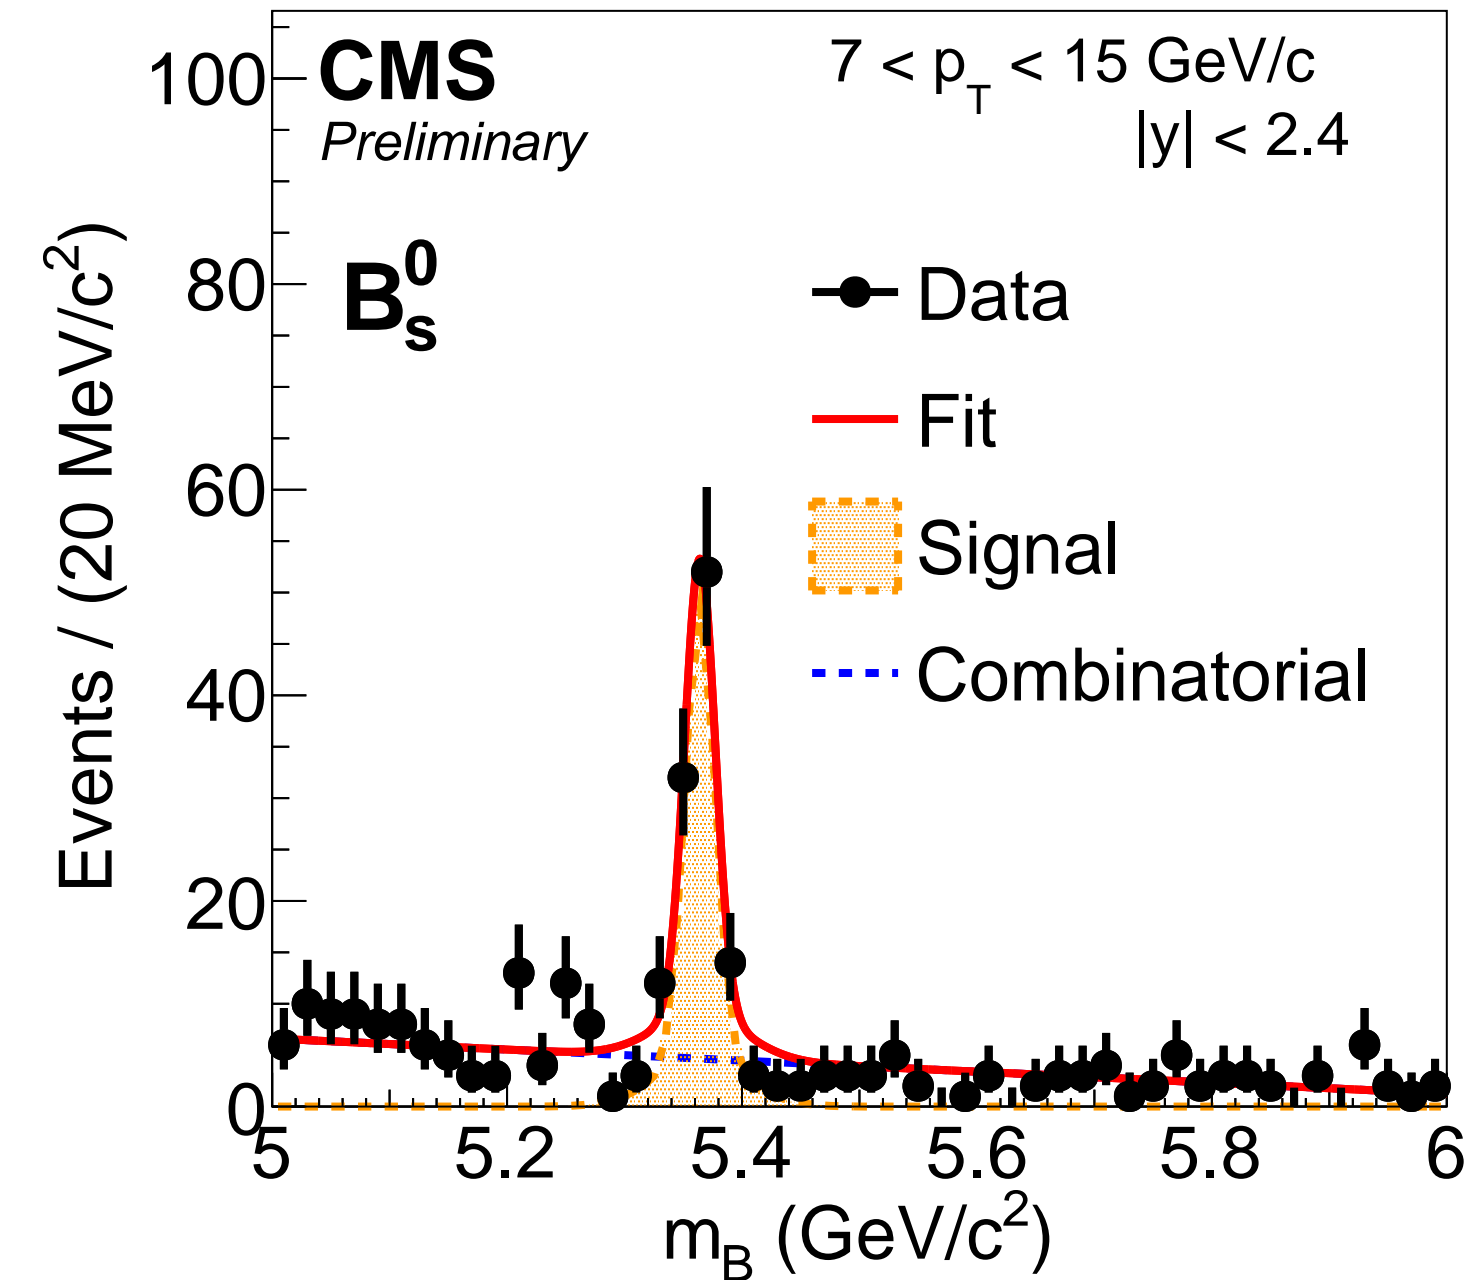 CMS
Preliminary
7 < p_T < 15 GeV/c
|y| < 2.4
B_s^0
Data
Fit
Signal
Combinatorial
Events / (20 MeV/c^2)
100
80
60
40
20
0
5 5.2 5.4 5.6 5.8 6
m_B (GeV/c^2)